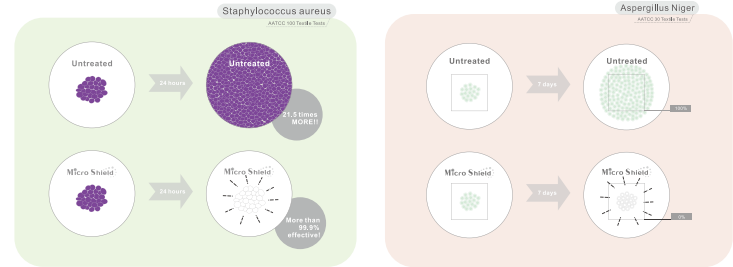 Staphylococcus aureus
AATCC 100 Textile Tests
Untreated
24 hours
Untreated
21.5 times
MORE!!
Micro Shield
24 hours
Micro Shield
More than
99.9%
effective!
Aspergillus Niger
AATCC 30 Textile Tests
Untreated
7 days
Untreated
100%
Micro Shield
7 days
Micro Shield
0%